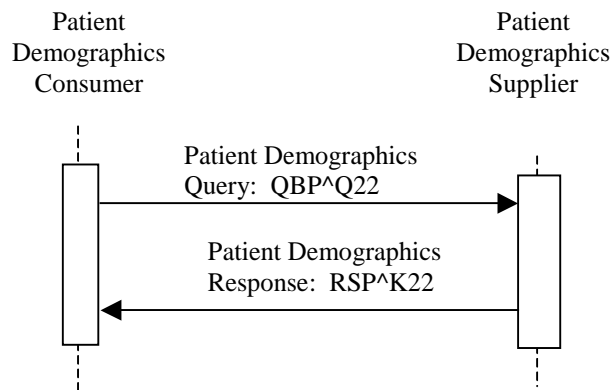 Patient
Demographics
Consumer
Patient
Demographics
Supplier
Patient Demographics
Query:  QBP^Q22
Patient Demographics
Response:  RSP^K22